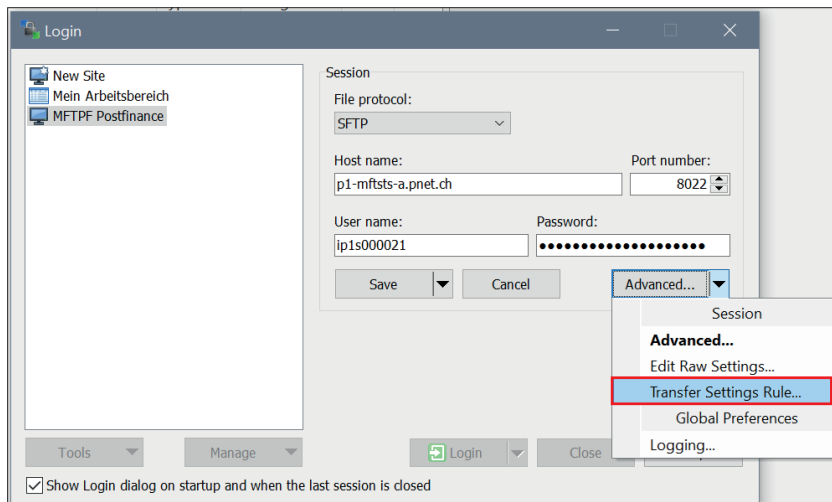 Login
New Site
Mein Arbeitsbereich
MFTPF Postfinance
Session
File protocol:
SFTP
Host name:
Port number:
p1-mftsts-a.pnet.ch
8022
User name:
Password:
ip1s000021
●●●●●●●●●●●●●●●●●●●●
Save
Cancel
Advanced...
Session
Advanced...
Edit Raw Settings...
Transfer Settings Rule...
Global Preferences
Logging...
Tools
Manage
Login
Close
Show Login dialog on startup and when the last session is closed